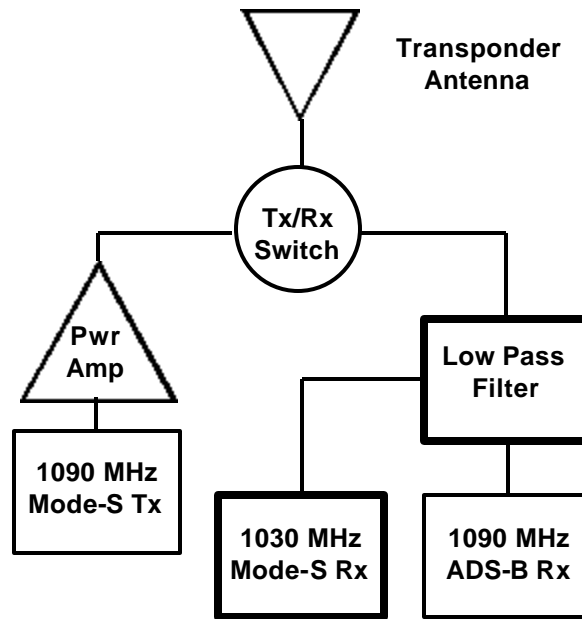 Transponder
Antenna
Tx/Rx
Switch
Pwr
Amp
Low Pass
Filter
1090 MHz
Mode-S Tx
1030 MHz
Mode-S Rx
1090 MHz
ADS-B Rx